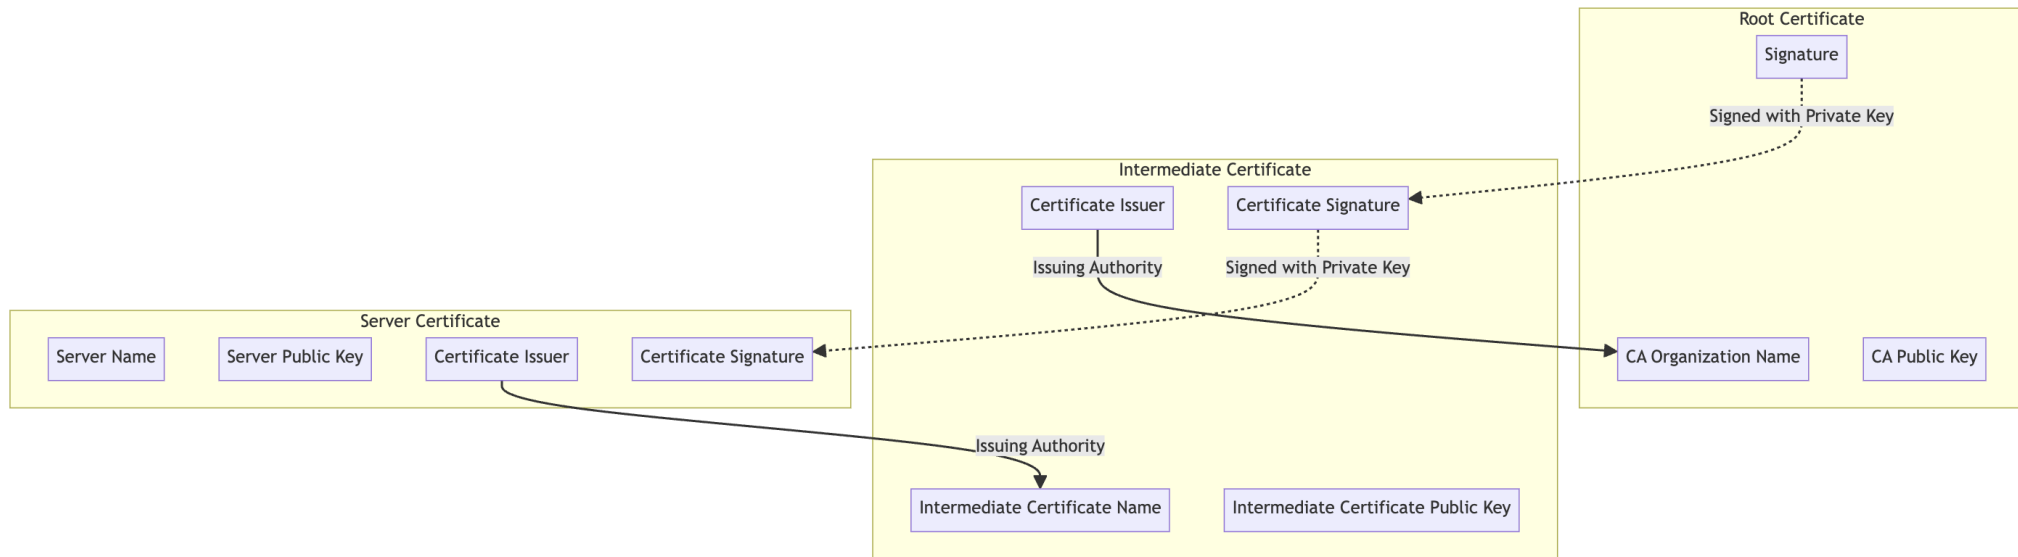 Root Certificate
Signature
Signed with Private Key
Intermediate Certificate
Certificate Issuer
Certificate Signature
Issuing Authority
Signed with Private Key
Server Certificate
Server Name
Server Public Key
Certificate Issuer
Certificate Signature
CA Organization Name
CA Public Key
Issuing Authority
Intermediate Certificate Name
Intermediate Certificate Public Key